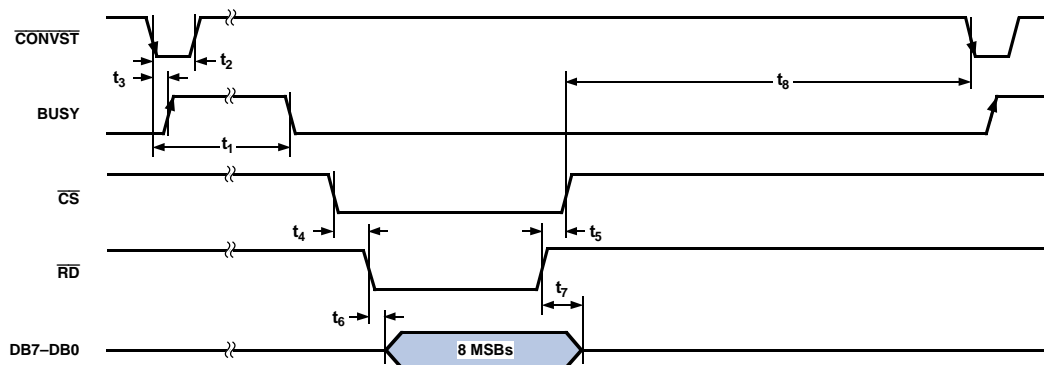 CONVST
t2
t3
t8
BUSY
t1
CS
t4
t5
RD
t7
t6
DB7–DB0
8 MSBs